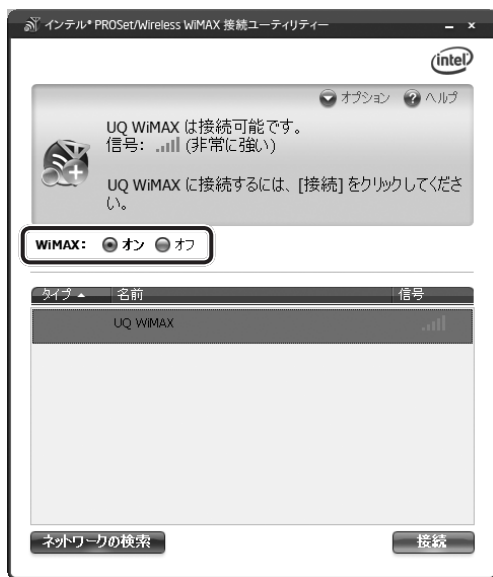 インテル® PROSet/Wireless WiMAX 接続ユーティリティー
intel
オプション ヘルプ
UQ WiMAX は接続可能です。
信号: (非常に強い)
UQ WiMAX に接続するには、[接続] をクリックしてくださ
い。
WiMAX: オン オフ
タイプ 名前 信号
UQ WiMAX
ネットワークの検索 接続